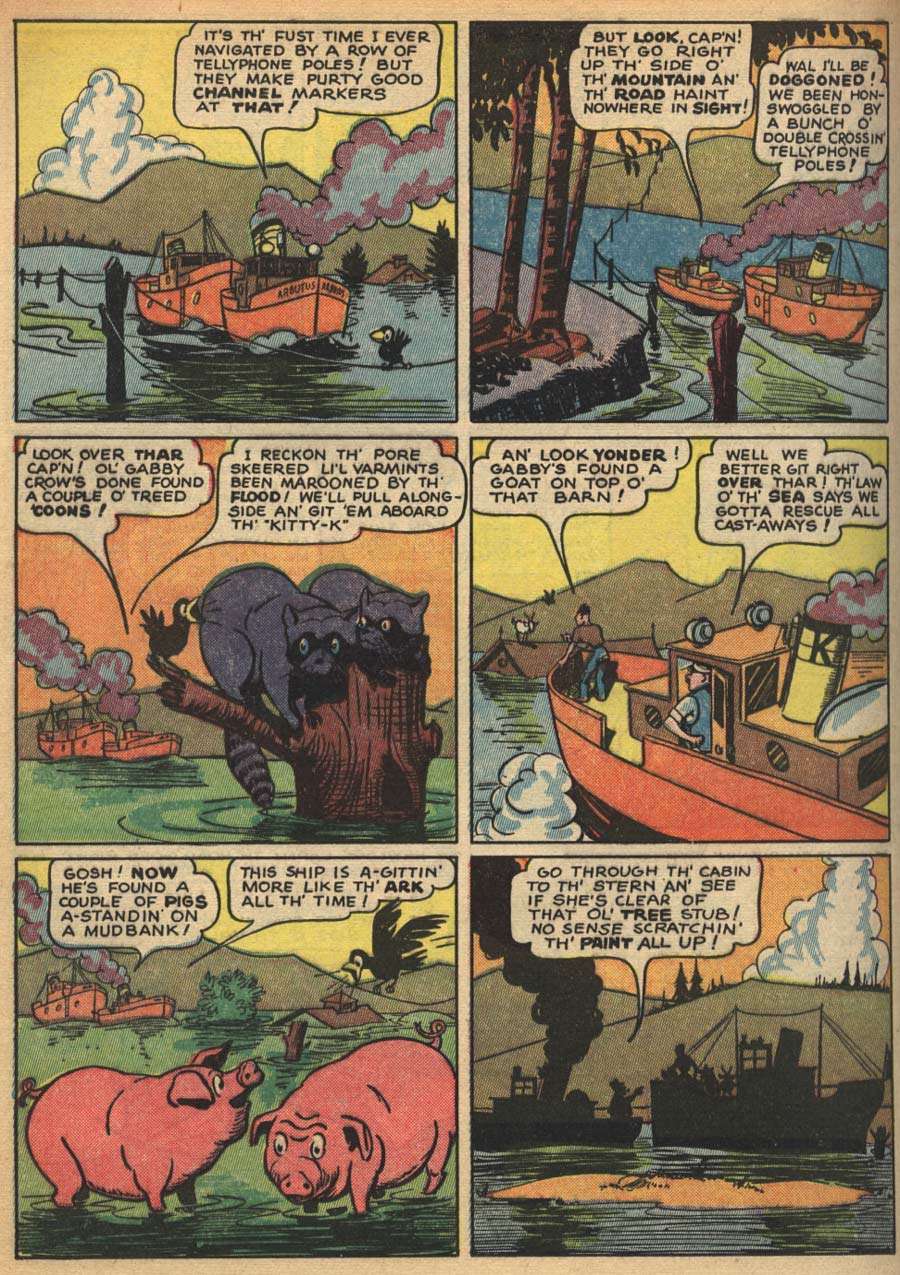 IT'S TH' FUST TIME I EVER
NAVIGATED BY A ROW OF
TELLYPHONE POLES! BUT
THEY MAKE PURTY GOOD
CHANNEL MARKERS
AT THAT!
ARBUTUS
BUT LOOK, CAP'N!
THEY GO RIGHT
UP TH' SIDE O'
TH' MOUNTAIN AN'
TH' ROAD HAINT
NOWHERE IN SIGHT!
WAL I'LL BE
DOGGONED!
WE BEEN HON-
SWOGGLED BY
A BUNCH O'
DOUBLE CROSSIN'
TELLYPHONE
POLES!
LOOK OVER THAR
CAP'N! OL' GABBY
CROW'S DONE FOUND
A COUPLE O' TREED
'COONS!
I RECKON TH' PORE
SKEERED LI'L VARMINTS
BEEN MAROONED BY TH'
FLOOD! WE'LL PULL ALONG-
SIDE AN' GIT 'EM ABOARD
TH' "KITTY-K"
AN' LOOK YONDER!
GABBY'S FOUND A
GOAT ON TOP O'
THAT BARN!
WELL WE
BETTER GIT RIGHT
OVER THAR! TH' LAW
O' TH' SEA SAYS WE
GOTTA RESCUE ALL
CAST-AWAYS!
K
GOSH! NOW
HE'S FOUND A
COUPLE OF PIGS
A-STANDIN' ON
A MUDBANK!
THIS SHIP IS A-GITTIN'
MORE LIKE TH' ARK
ALL TH' TIME!
GO THROUGH TH' CABIN
TO TH' STERN AN' SEE
IF SHE'S CLEAR OF
THAT OL' TREE STUB!
NO SENSE SCRATCHIN'
TH' PAINT ALL UP!